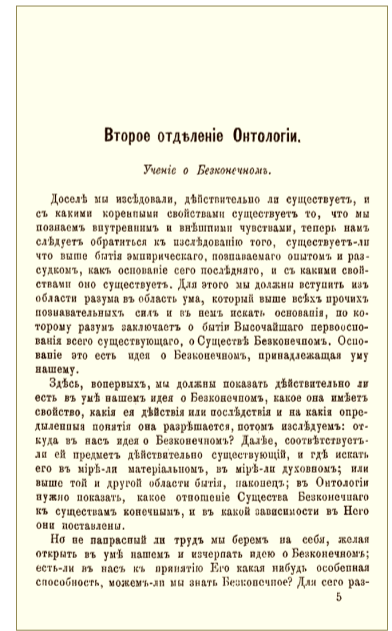 Второе отдѣленіе Онтологіи.
Ученіе о Безконечномъ.
Доселѣ мы изслѣдовали, дѣйствительно ли существуетъ, и
съ какими коренными свойствами существуетъ то, что мы
познаемъ внутреннимъ и внѣшними чувствами, теперь намъ
слѣдуетъ обратиться къ изслѣдованію того, существуетъ-ли
что выше бытія эмпирическаго, познаваемаго опытомъ и раз-
судкомъ, какъ основаніе сего послѣдняго, и съ какими свой-
ствами оно существуетъ. Для этого мы должны вступить изъ
области разума въ область ума, который выше всѣхъ прочихъ
познавательныхъ силъ и въ немъ искать основанія, по ко-
торому разумъ заключаетъ о бытіи Высочайшаго первоосно-
ванія всего существующаго, о Существѣ Безконечномъ. Осно-
ваніе это есть идея о Безконечномъ, принадлежащая уму
нашему.
Здѣсь, вопервыхъ, мы должны показать дѣйствительно ли
есть въ умѣ нашемъ идея о Безконечномъ, какое она имѣетъ
свойство, какія ея дѣйствія или послѣдствія и на какія опре-
дѣленныя понятія она разрѣшается, потомъ изслѣдуемъ: от-
куда въ насъ идея о Безконечномъ? Далѣе, соотвѣтствуетъ-
ли ей предметъ дѣйствительно существующій, и гдѣ искать
его въ мірѣ-ли матеріальномъ, въ мірѣ-ли духовномъ; или
выше той и другой области бытія, наконецъ; въ Онтологіи
нужно показать, какое отношеніе Существа Безконечнаго
къ существамъ конечнымъ, и въ какой зависимости въ Него
они поставлены.
Но не напрасный ли трудъ мы беремъ на себя, желая
открыть въ умѣ нашемъ и изчерпать идею о Безконечномъ;
есть-ли въ насъ къ принятію Его какая нибудь особенная
способность, можемъ-ли мы знать Безконечное? Для сего раз-
5